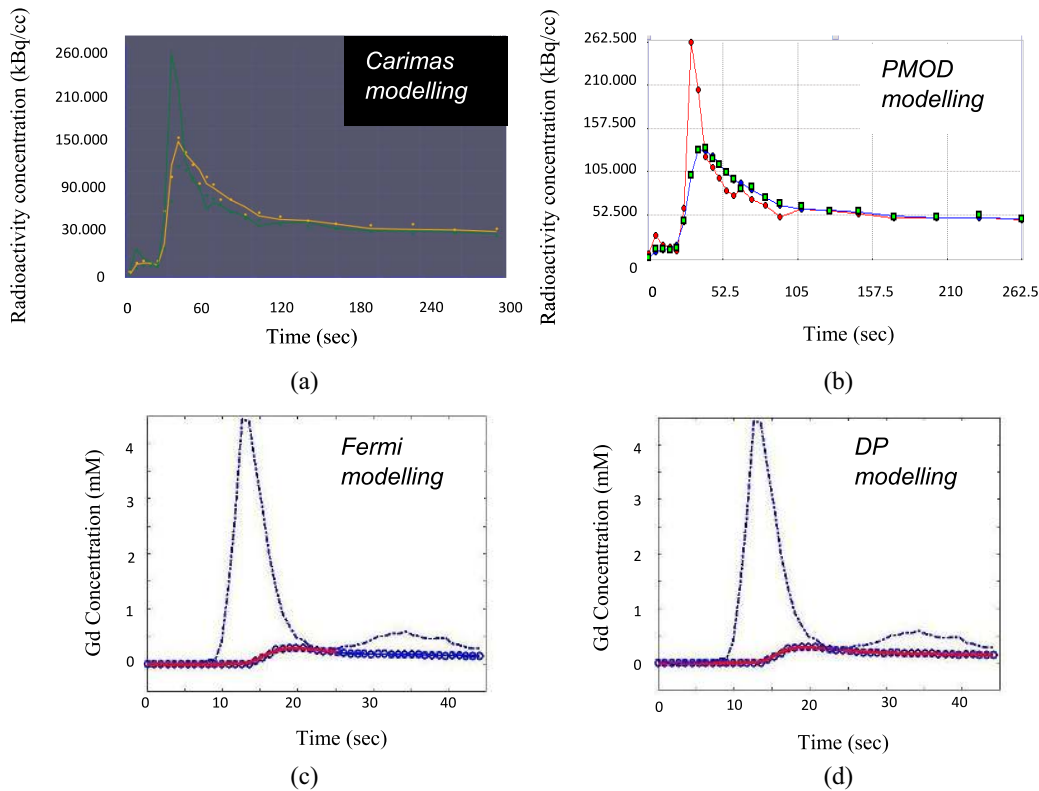 (a)
Radioactivity concentration (kBq/cc)
260.000
210.000
150.000
90.000
30.000
0
Carimas
modelling
0
60
120
180
240
300
Time (sec)
(a)
Radioactivity concentration (kBq/cc)
262.500
210.000
157.500
105.000
52.500
0
PMOD
modelling
0
52.5
105
157.5
210
262.5
Time (sec)
(b)
Gd Concentration (mM)
4
3
2
1
0
Fermi
modelling
0
10
20
30
40
Time (sec)
(c)
Gd Concentration (mM)
4
3
2
1
0
DP
modelling
0
10
20
30
40
Time (sec)
(d)